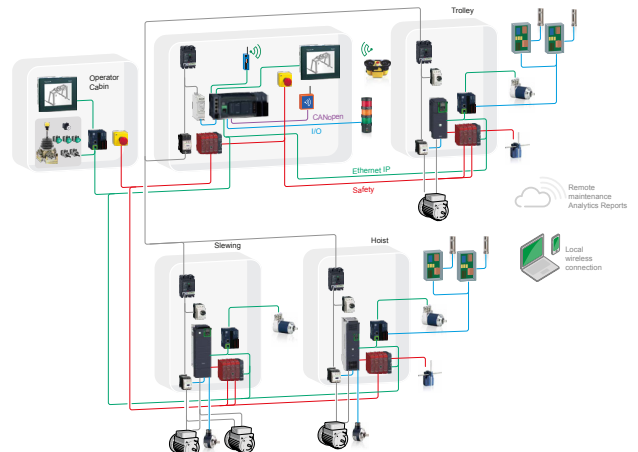 Trolley
Operator
Cabin
CANopen
I/O
Ethernet IP
Safety
Remote
maintenance
Analytics Reports
Slewing
Hoist
Local
wireless
connection